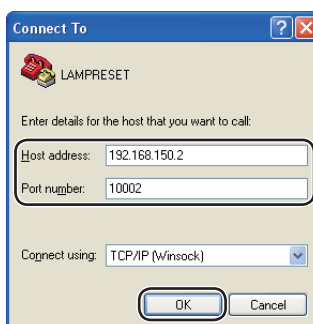 Connect To
LAMPRESET
Enter details for the host that you want to call:
Host address: 192.168.150.2
Port number: 10002
Connect using: TCP/IP (Winsock)
OK Cancel